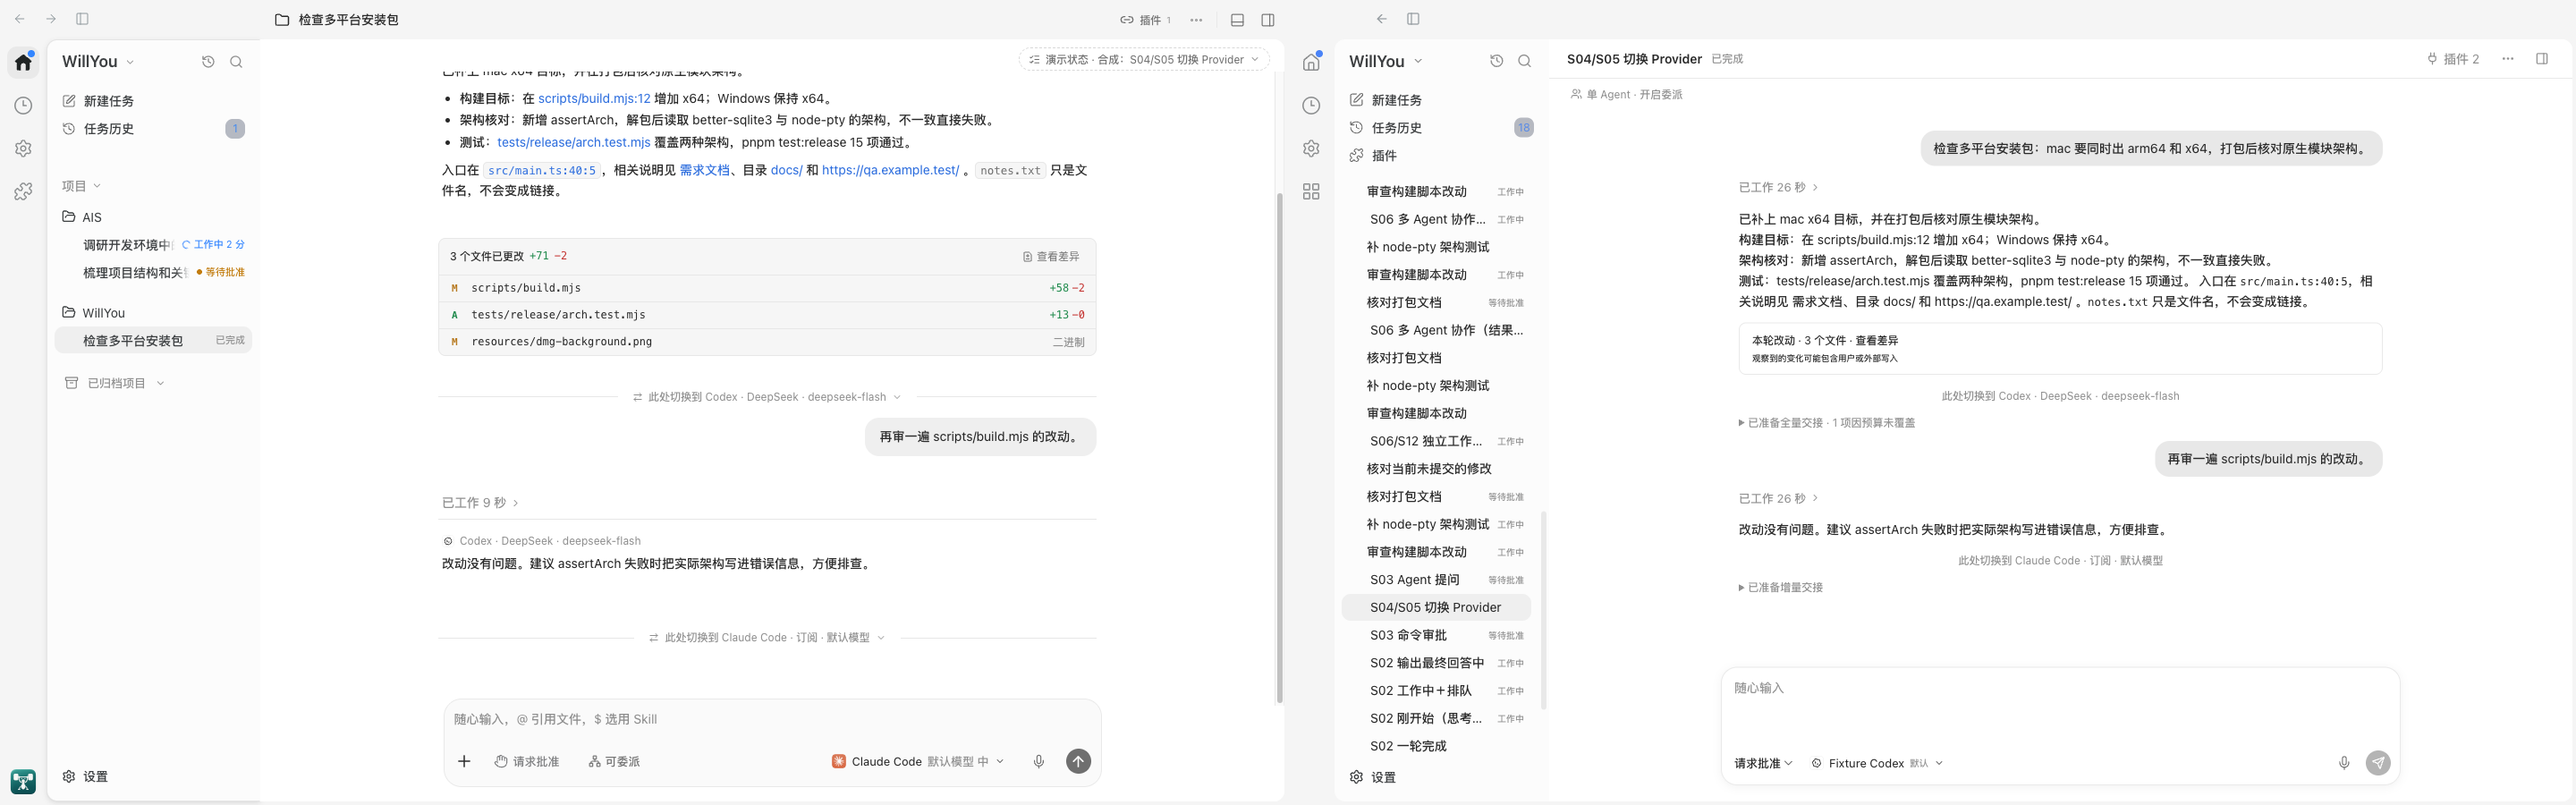 检查多平台安装包
插件 1
WillYou
新建任务
任务历史
1
项目
AIS
工作中 2 分
等待批准
WillYou
检查多平台安装包
已完成
已归档项目
设置
演示状态 · 合成：S04/S05 切换 Provider
已补上 mac x64 目标，并在打包后核对原生模块架构。
构建目标：在 scripts/build.mjs:12 增加 x64；Windows 保持 x64。
架构核对：新增 assertArch，解包后读取 better-sqlite3 与 node-pty 的架构，不一致直接失败。
测试：tests/release/arch.test.mjs 覆盖两种架构，pnpm test:release 15 项通过。
入口在 src/main.ts:40:5，相关说明见 需求文档、目录 docs/ 和 https://qa.example.test/ 。notes.txt 只是文
件名，不会变成链接。
3 个文件已更改 +71 −2
查看差异
M scripts/build.mjs +58 −2
A tests/release/arch.test.mjs +13 −0
M resources/dmg-background.png 二进制
此处切换到 Codex · DeepSeek · deepseek-flash
再审一遍 scripts/build.mjs 的改动。
已工作 9 秒
Codex · DeepSeek · deepseek-flash
改动没有问题。建议 assertArch 失败时把实际架构写进错误信息，方便排查。
此处切换到 Claude Code · 订阅 · 默认模型
随心输入，@ 引用文件，$ 选用 Skill
请求批准
可委派
Claude Code 默认模型 中
WillYou
新建任务
任务历史
18
插件
审查构建脚本改动 工作中
S06 多 Agent 协作... 工作中
补 node-pty 架构测试
审查构建脚本改动 工作中
核对打包文档 等待批准
S06 多 Agent 协作（结果...
核对打包文档
补 node-pty 架构测试
审查构建脚本改动
S06/S12 独立工作... 工作中
核对当前未提交的修改
核对打包文档 等待批准
补 node-pty 架构测试 工作中
审查构建脚本改动 工作中
S03 Agent 提问 等待批准
S04/S05 切换 Provider
S03 命令审批 等待批准
S02 输出最终回答中 工作中
S02 工作中＋排队 工作中
S02 刚开始（思考... 工作中
S02 一轮完成
设置
S04/S05 切换 Provider 已完成
插件 2
单 Agent · 开启委派
检查多平台安装包：mac 要同时出 arm64 和 x64，打包后核对原生模块架构。
已工作 26 秒
已补上 mac x64 目标，并在打包后核对原生模块架构。
构建目标：在 scripts/build.mjs:12 增加 x64；Windows 保持 x64。
架构核对：新增 assertArch，解包后读取 better-sqlite3 与 node-pty 的架构，不一致直接失败。
测试：tests/release/arch.test.mjs 覆盖两种架构，pnpm test:release 15 项通过。 入口在 src/main.ts:40:5，相
关说明见 需求文档、目录 docs/ 和 https://qa.example.test/ 。notes.txt 只是文件名，不会变成链接。
本轮改动 · 3 个文件 · 查看差异
观察到的变化可能包含用户或外部写入
此处切换到 Codex · DeepSeek · deepseek-flash
已准备全量交接 · 1 项因预算未覆盖
再审一遍 scripts/build.mjs 的改动。
已工作 26 秒
改动没有问题。建议 assertArch 失败时把实际架构写进错误信息，方便排查。
此处切换到 Claude Code · 订阅 · 默认模型
已准备增量交接
随心输入
请求批准
Fixture Codex 默认